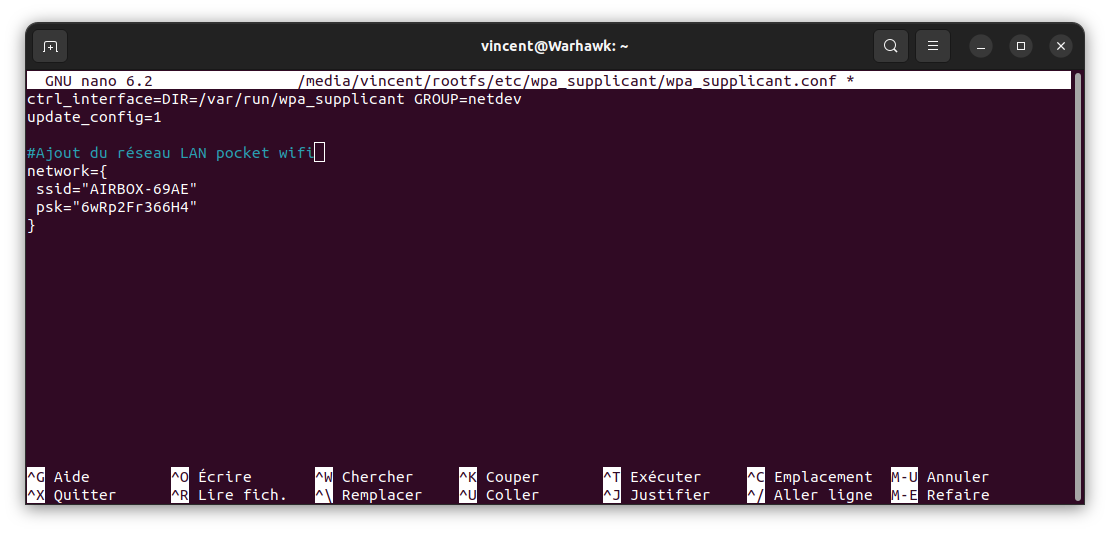 vincent@Warhawk: ~
GNU nano 6.2 /media/vincent/rootfs/etc/wpa_supplicant/wpa_supplicant.conf *
ctrl_interface=DIR=/var/run/wpa_supplicant GROUP=netdev
update_config=1
#Ajout du réseau LAN pocket wifi
network={
ssid="AIRBOX-69AE"
psk="6wRp2Fr366H4"
}
^G Aide ^O Écrire ^W Chercher ^K Couper ^T Exécuter ^C Emplacement M-U Annuler
^X Quitter ^R Lire fich. ^\ Remplacer ^U Coller ^J Justifier ^/ Aller ligne M-E Refaire